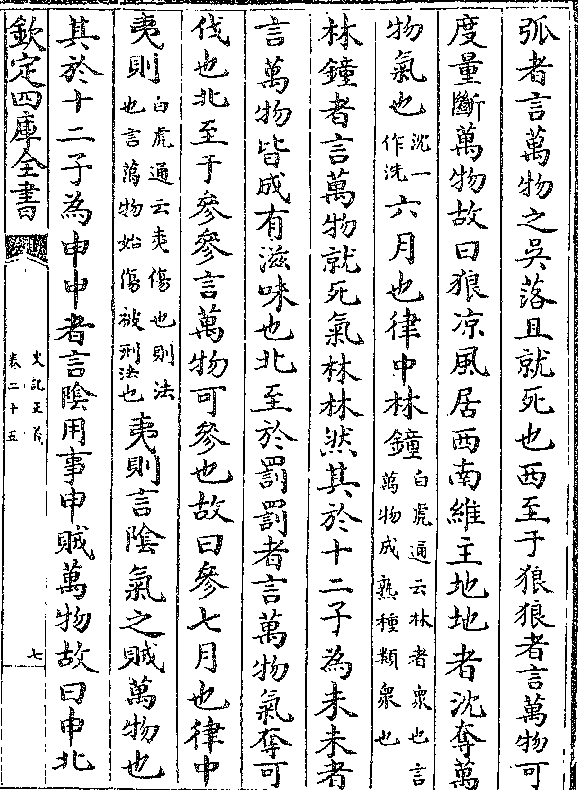 弧者言萬物之吳落且就死也西至于狼狼者言萬物可
度量斷萬物故曰狼凉風居西南維主地地者沈奪萬
物氣也沈一作洗六月也律中林鐘白虎通云林者衆也言萬物成熟種類衆也
林鐘者言萬物就死氣林林然其於十二子為未未者
言萬物皆成有滋味也北至於罰罰者言萬物氣奪可
伐也北至于參參言萬物可參也故曰參七月也律中
夷則白虎通云夷傷也則法也言萬物始傷被刑法也夷則言陰氣之賊萬物也
其於十二子為申申者言陰用事申賊萬物故曰申北
欽定四庫全書 史記正義 卷二十五 七